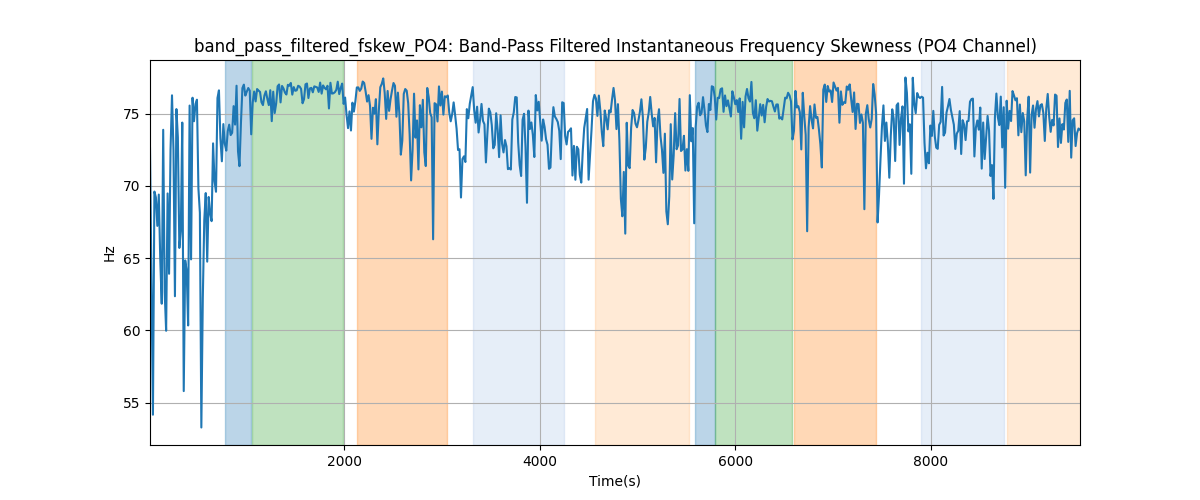 band_pass_filtered_fskew_PO4: Band-Pass Filtered Instantaneous Frequency Skewness (PO4 Channel)
75
70
65
60
55
Hz
2000 4000 6000 8000
Time(s)